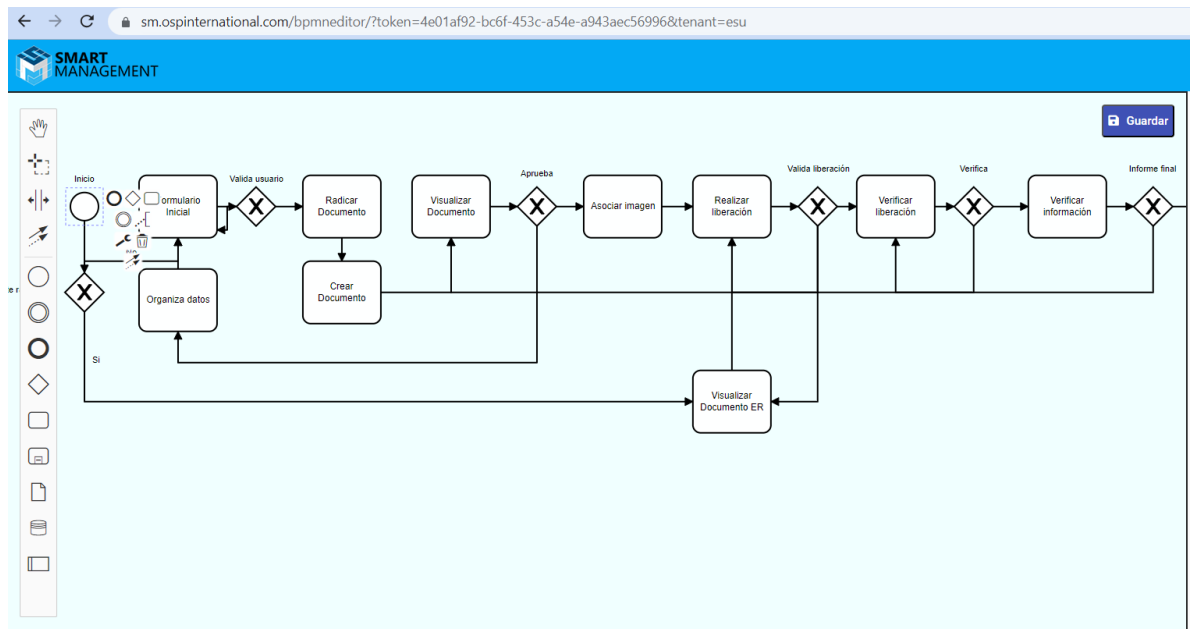 sm.ospinternational.com/bpmneditor/?token=4e01af92-bc6f-453c-a54e-a943aec56996&tenant=esu
SMART
MANAGEMENT
Guardar
Inicio
ormulario
Inicial
Valida usuario
Radicar
Documento
Visualizar
Documento
Aprueba
Asociar imagen
Realizar
liberación
Valida liberación
Verificar
liberación
Verifica
Verificar
información
Informe final
Organiza datos
Crear
Documento
Si
Visualizar
Documento ER